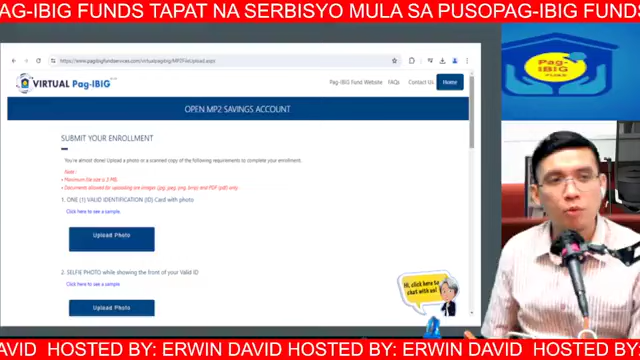 PAG-IBIG FUNDS TAPAT NA SERBISYO MULA SA PUSO
PAG-IBIG FUNDS
https://www.pagibigfundservices.com/virtualpagibig/MP2FileUpload.aspx
VIRTUAL Pag-IBIG
Pag-IBIG Fund Website
FAQs
Contact Us
Home
OPEN MP2 SAVINGS ACCOUNT
SUBMIT YOUR ENROLLMENT
You're almost done! Upload a photo or a scanned copy of the following requirements to complete your enrollment.
Note :
• Maximum file size is 3 MB.
• Documents allowed for uploading are images (jpg, jpeg, png, bmp) and PDF (pdf) only.
1. ONE (1) VALID IDENTIFICATION (ID) Card with photo
Click here to see a sample.
Upload Photo
2. SELFIE PHOTO while showing the front of your Valid ID
Click here to see a sample
Upload Photo
Hi, click here to
chat with us!
Pag-
IBIG
FUND
AVID HOSTED BY: ERWIN DAVID HOSTED BY: ERWIN DAVID HOSTED BY: ER